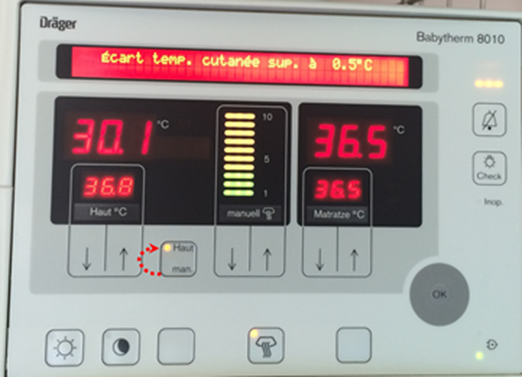 Dräger
Babytherm 8010
Écart temp. cutanée sup. à 0.5°C
30.1 °C
10
36.5 °C
5
36.8
36.5
1
Haut °C
manuell
Matratze °C
Check
Inop.
Haut
man.
OK